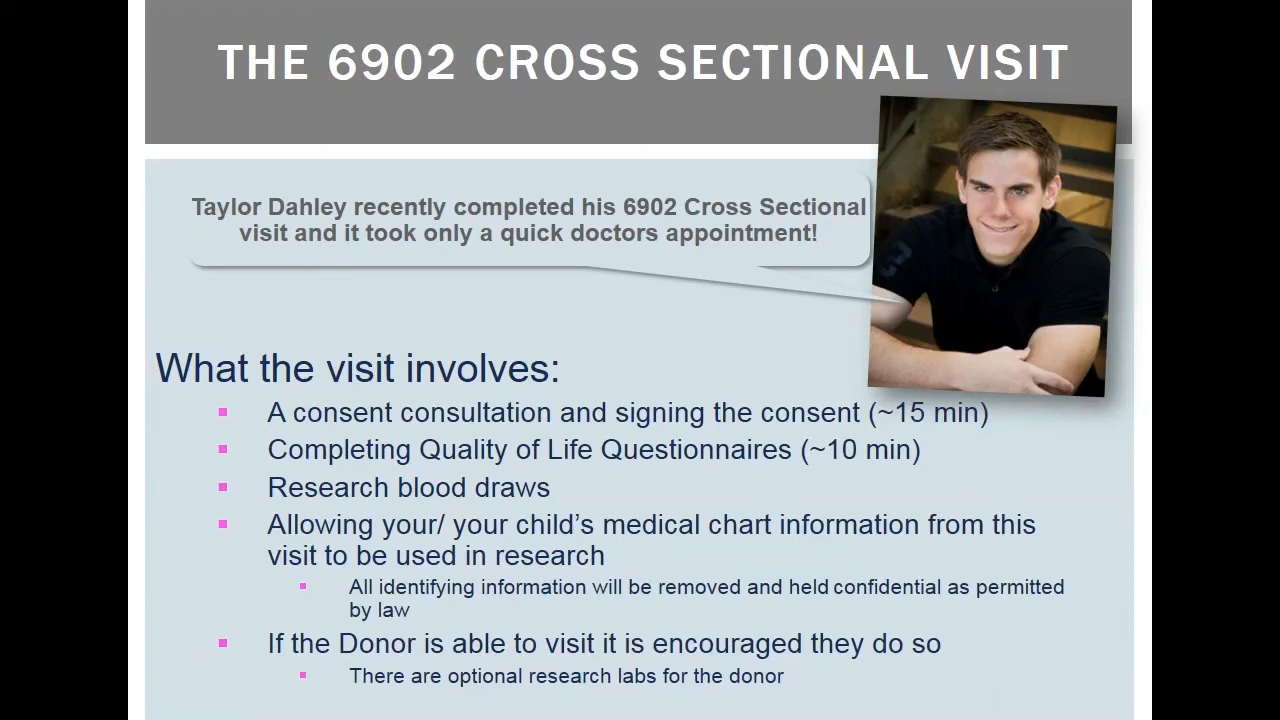 THE 6902 CROSS SECTIONAL VISIT
Taylor Dahley recently completed his 6902 Cross Sectional
visit and it took only a quick doctors appointment!
What the visit involves:
A consent consultation and signing the consent (~15 min)
Completing Quality of Life Questionnaires (~10 min)
Research blood draws
Allowing your/ your child’s medical chart information from this
visit to be used in research
All identifying information will be removed and held confidential as permitted
by law
If the Donor is able to visit it is encouraged they do so
There are optional research labs for the donor